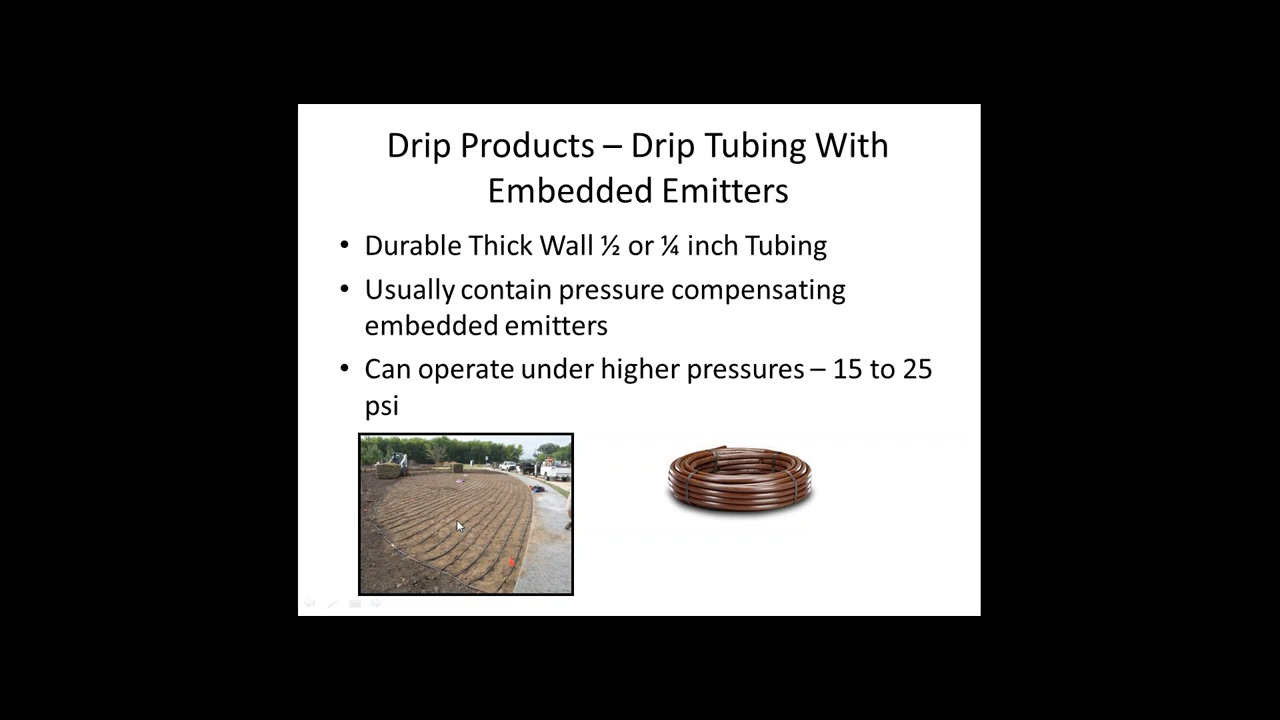 Drip Products – Drip Tubing With
Embedded Emitters
• Durable Thick Wall ½ or ¼ inch Tubing
• Usually contain pressure compensating
embedded emitters
• Can operate under higher pressures – 15 to 25
psi